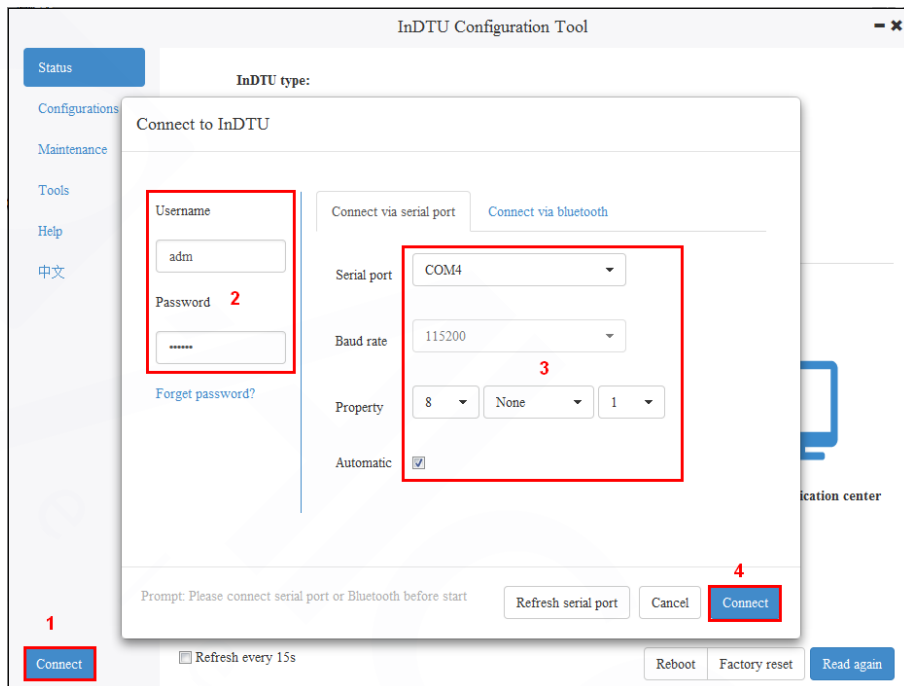 InDTU Configuration Tool
Status
InDTU type:
Configurations
Connect to InDTU
Maintenance
Tools
Username
Connect via serial port
Connect via bluetooth
Help
adm
Serial port
COM4
中文
Password
2
Baud rate
115200
••••••
3
Forget password?
Property
8
None
1
Automatic
ication center
4
Prompt: Please connect serial port or Bluetooth before start
Refresh serial port
Cancel
Connect
1
Connect
Refresh every 15s
Reboot
Factory reset
Read again